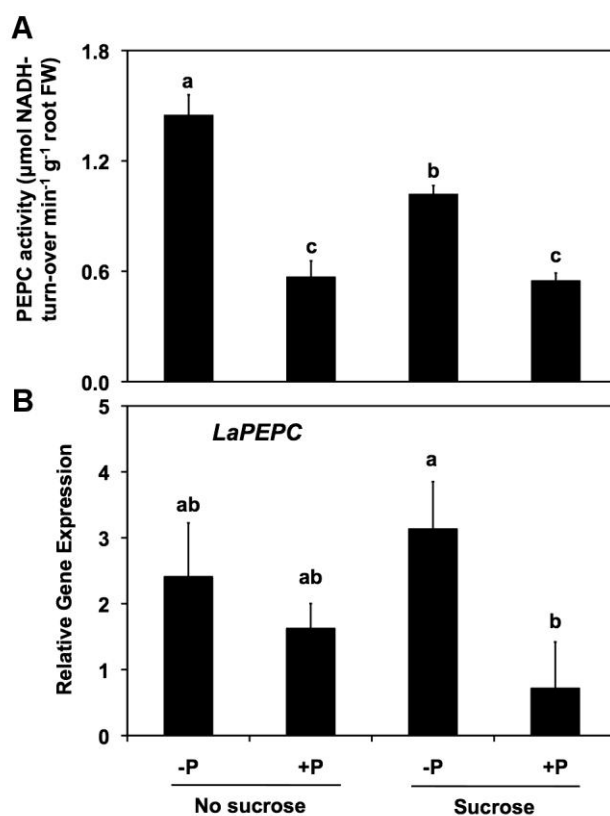 A
PEPC activity (µmol NADH-
turn-over min-1 g-1 root FW)
1.8
1.2
0.6
0.0
a
c
b
c
B
Relative Gene Expression
5
4
3
2
1
0
LaPEPC
ab
ab
a
b
-P +P -P +P
No sucrose Sucrose